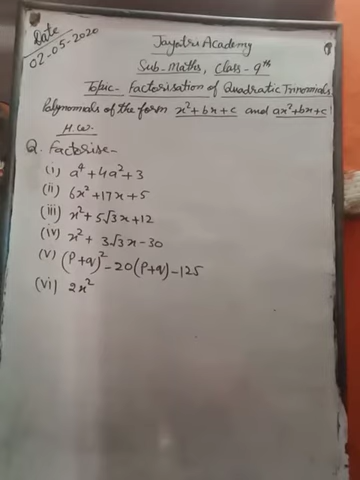 Date
02-05-2020
Jayatri Academy
Sub- Maths, Class- 9th
Topic- Factorisation of Quadratic Trinomials.
Polynomials of the form x²+bx+c and ax²+bx+c
H.W.
Q. Factorise-
(i) a⁴+4a²+3
(ii) 6x²+17x+5
(iii) x²+5√3x+12
(iv) x²+ 3√3x-30
(v) (p+q)²-20(p+q)-125
(vi) 2x²